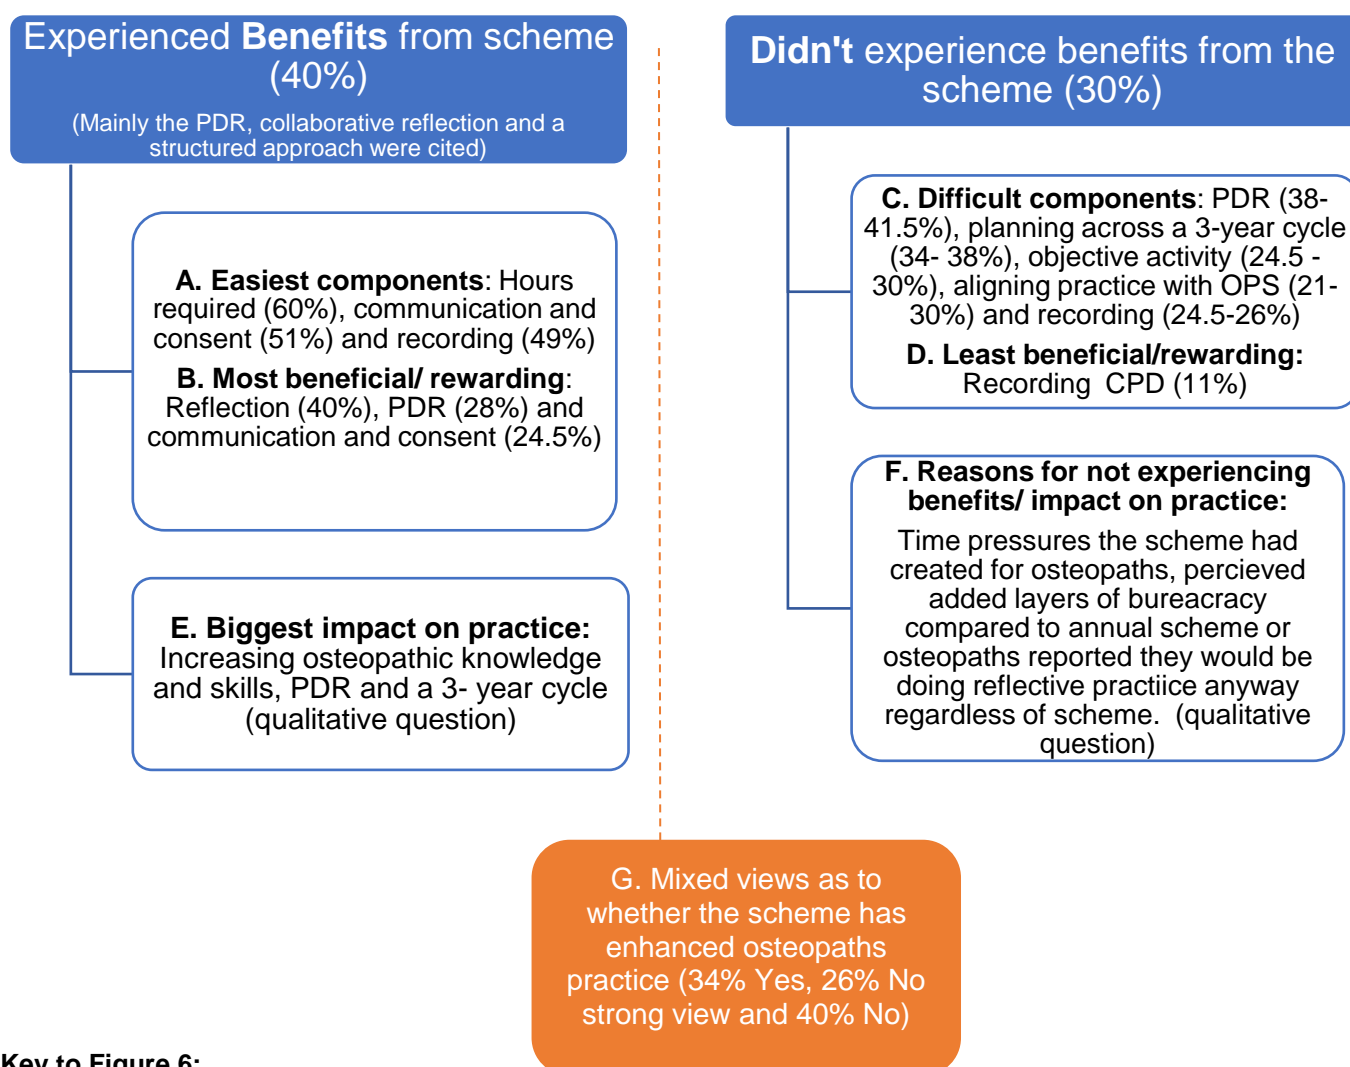 Experienced Benefits from scheme
(40%)
(Mainly the PDR, collaborative reflection and a
structured approach were cited)
A. Easiest components: Hours
required (60%), communication and
consent (51%) and recording (49%)
B. Most beneficial/ rewarding:
Reflection (40%), PDR (28%) and
communication and consent (24.5%)
E. Biggest impact on practice:
Increasing osteopathic knowledge
and skills, PDR and a 3- year cycle
(qualitative question)
Didn't experience benefits from the
scheme (30%)
C. Difficult components: PDR (38-
41.5%), planning across a 3-year cycle
(34- 38%), objective activity (24.5 -
30%), aligning practice with OPS (21-
30%) and recording (24.5-26%)
D. Least beneficial/rewarding:
Recording CPD (11%)
F. Reasons for not experiencing
benefits/ impact on practice:
Time pressures the scheme had
created for osteopaths, percieved
added layers of bureacracy
compared to annual scheme or
osteopaths reported they would be
doing reflective practiice anyway
regardless of scheme. (qualitative
question)
G. Mixed views as to
whether the scheme has
enhanced osteopaths
practice (34% Yes, 26% No
strong view and 40% No)
Key to Figure 6: